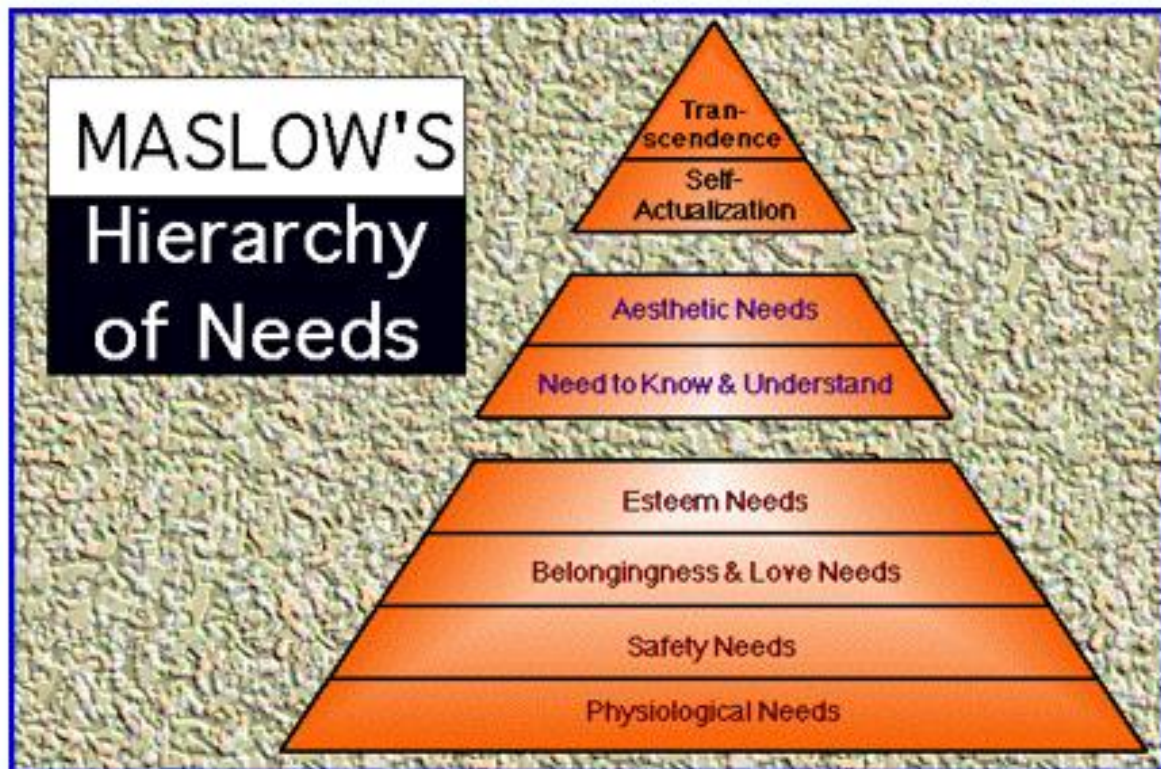 MASLOW'S
Hierarchy
of Needs
Tran-
scendence
Self-
Actualization
Aesthetic Needs
Need to Know & Understand
Esteem Needs
Belongingness & Love Needs
Safety Needs
Physiological Needs